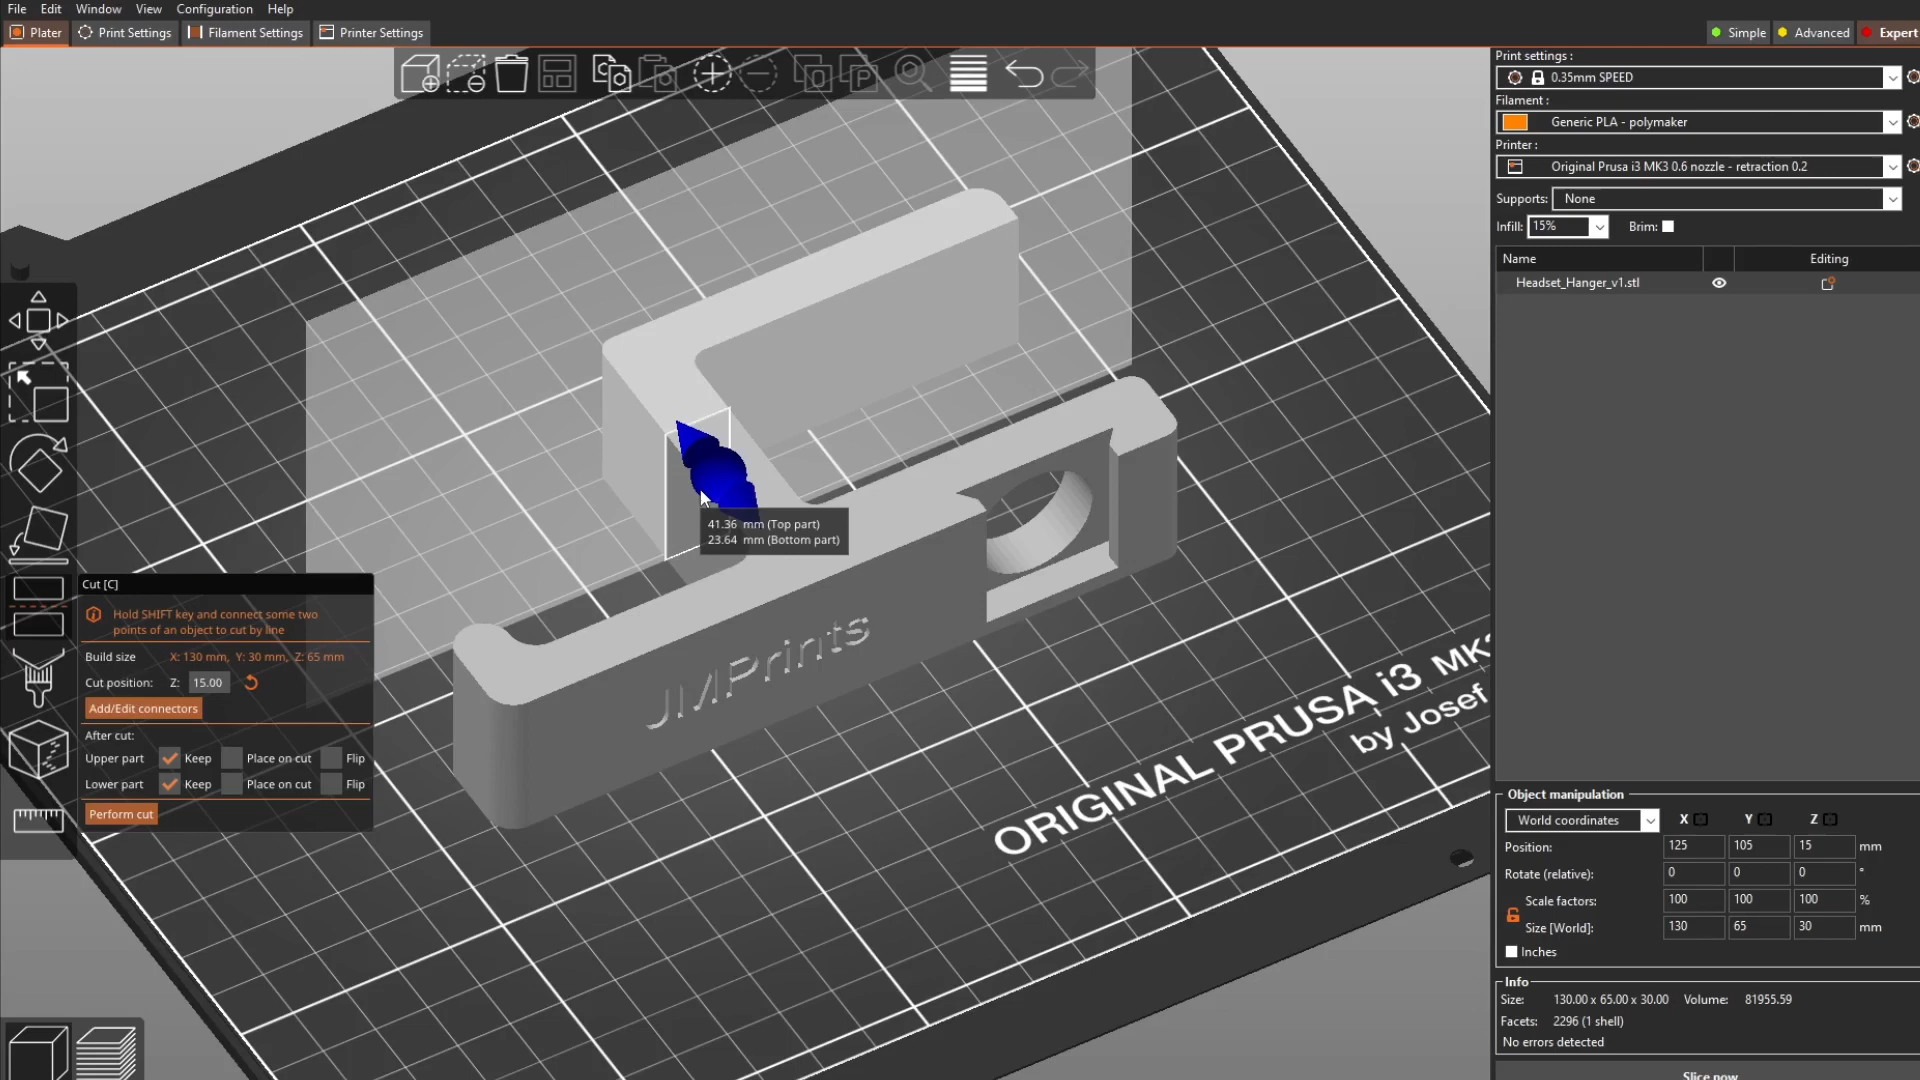 File Edit Window View Configuration Help
Plater Print Settings Filament Settings Printer Settings
Simple Advanced Expert
Print settings :
0.35mm SPEED
Filament :
Generic PLA - polymaker
Printer :
Original Prusa i3 MK3 0.6 nozzle - retraction 0.2
Supports: None
Infill: 15% Brim:
Name Editing
Headset_Hanger_v1.stl
41.36 mm (Top part)
23.64 mm (Bottom part)
JMPrints
ORIGINAL PRUSA i3 MK3
by Josef
Cut [C]
Hold SHIFT key and connect some two
points of an object to cut by line
Build size X: 130 mm, Y: 30 mm, Z: 65 mm
Cut position: Z: 15.00
Add/Edit connectors
After cut:
Upper part Keep Place on cut Flip
Lower part Keep Place on cut Flip
Perform cut
Object manipulation
World coordinates X Y Z
Position: 125 105 15 mm
Rotate (relative): 0 0 0 °
Scale factors: 100 100 100 %
Size [World]: 130 65 30 mm
Inches
Info
Size: 130.00 x 65.00 x 30.00 Volume: 81955.59
Facets: 2296 (1 shell)
No errors detected
Slice now